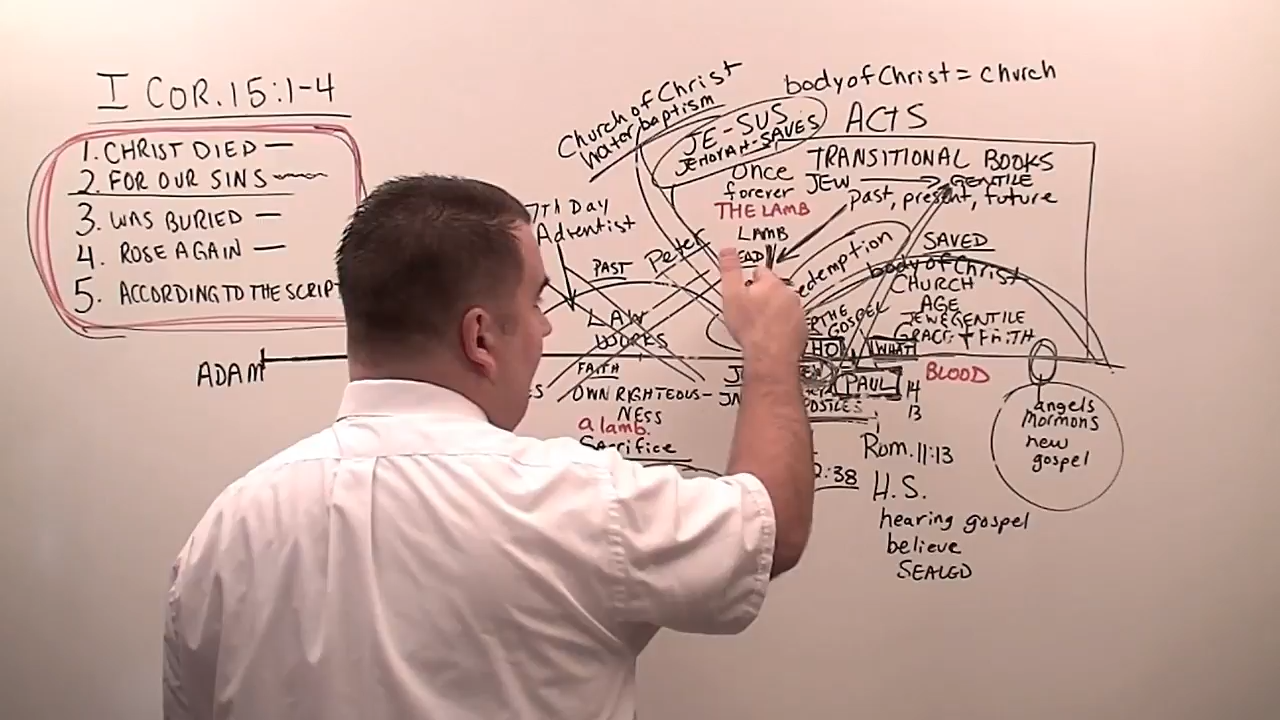 I COR. 15:1-4
1. CHRIST DIED —
2. FOR OUR SINS
3. WAS BURIED —
4. ROSE AGAIN —
5. ACCORDING TO THE SCRIPT
ADAM
7Th Day
Adventist
PAST
LAW
WORKS
FAITH
OWN RIGHTEOUS-
NESS
a lamb.
Sacrifice
Church of Christ
water baptism
Peter
JE-SUS
JEHOVAH-SAVES
Once
forever
THE LAMB
LAMB
body of Christ = church
ACTS
TRANSITIONAL BOOKS
JEW
GENTILE
past, present, future
redemption
SAVED
body of Christ
CHURCH
AGE
JEW & GENTILE
GRACE + FAITH
THE
GOSPEL
WHAT
PAUL
14
13
BLOOD
2:38
Rom. 11:13
H.S.
hearing gospel
believe
SEALED
angels
Mormons
new
gospel